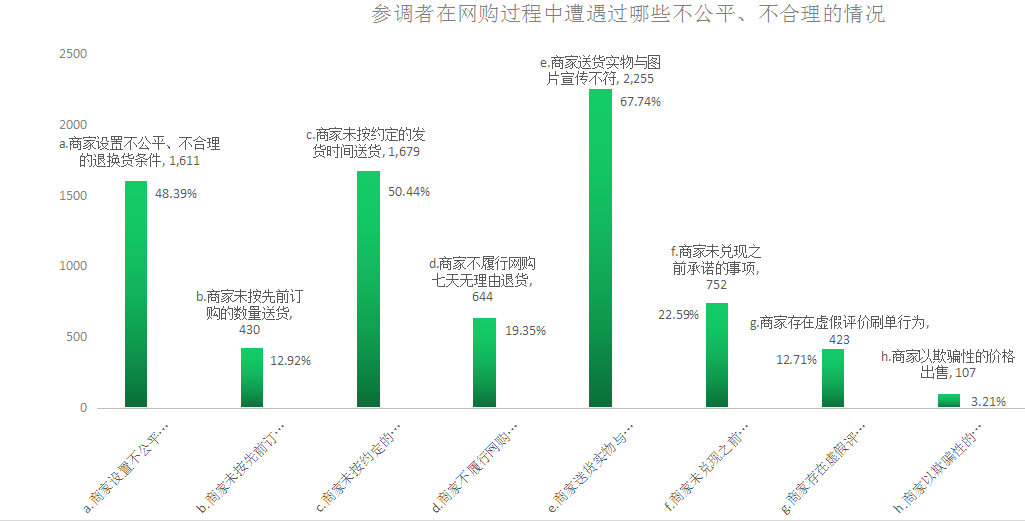 参调者在网购过程中遭遇过哪些不公平、不合理的情况
2500
2000
1500
1000
500
0
a.商家设置不公平、不合理
的退换货条件, 1,611
48.39%
b.商家未按先前订
购的数量送货,
430
12.92%
c.商家未按约定的发
货时间送货, 1,679
50.44%
d.商家不履行网购
七天无理由退货,
644
19.35%
e.商家送货实物与图
片宣传不符, 2,255
67.74%
f.商家未兑现之
前承诺的事项,
752
22.59%
g.商家存在虚假评价刷单行为,
423
12.71%
h.商家以欺骗性的价格
出售, 107
3.21%
a.商家设置不公平…
b.商家未按先前订…
c.商家未按约定的…
d.商家不履行网购…
e.商家送货实物与…
f.商家未兑现之前…
g.商家存在虚假评…
h.商家以欺骗性的…